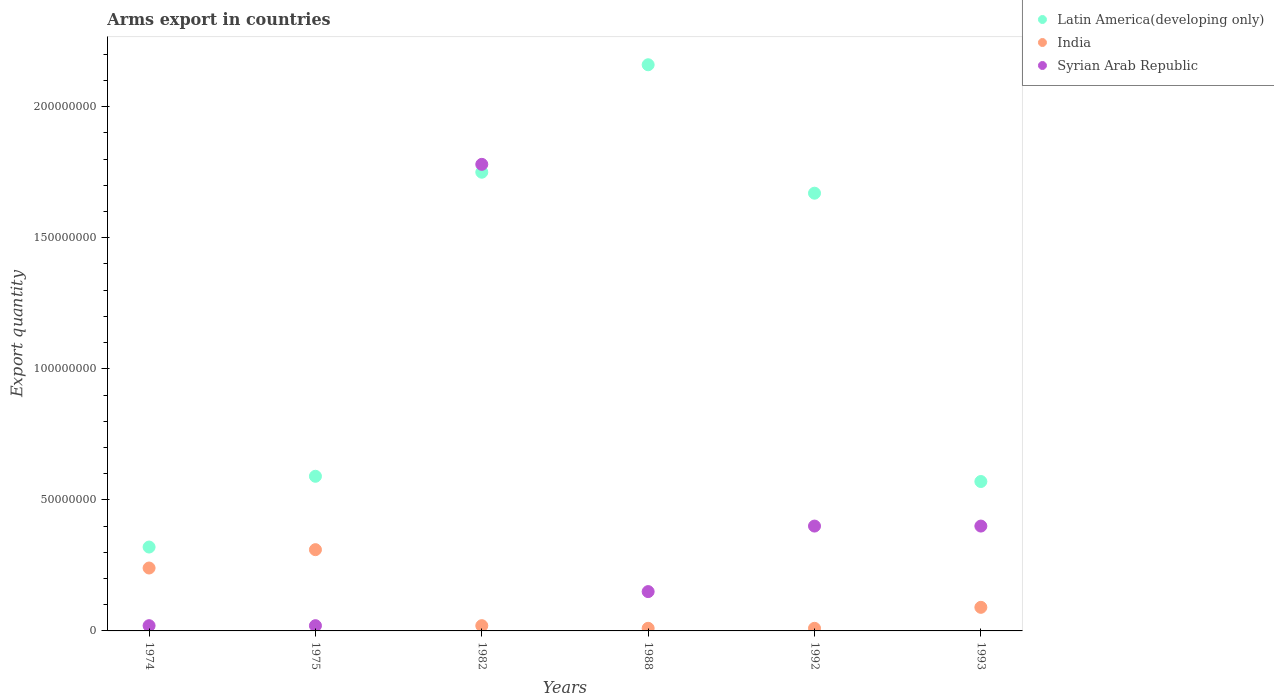 Arms export in countries
Latin America(developing only)
India
Syrian Arab Republic
Export quantity
200000000
150000000
100000000
50000000
0
1974
1975
1982
1988
1992
1993
Years